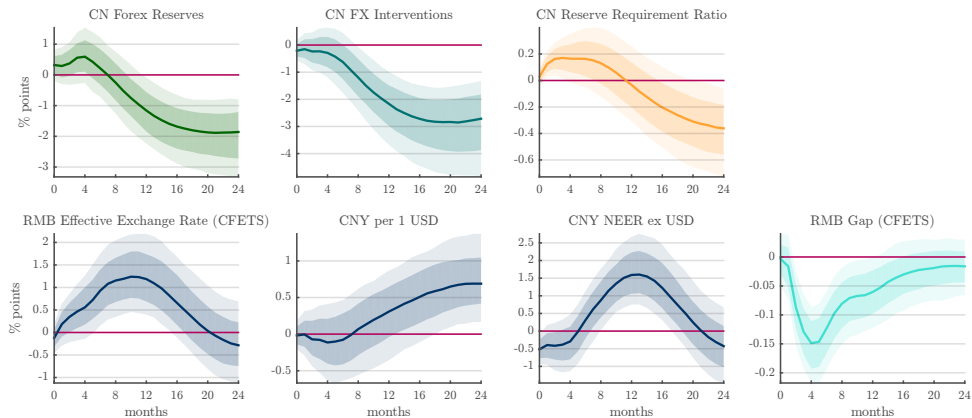 CN Forex Reserves
CN FX Interventions
CN Reserve Requirement Ratio
% points
1
0
-1
-2
-3
0 4 8 12 16 20 24
0
-1
-2
-3
-4
0 4 8 12 16 20 24
0.2
0
-0.2
-0.4
-0.6
0 4 8 12 16 20 24
RMB Effective Exchange Rate (CFETS)
CNY per 1 USD
CNY NEER ex USD
RMB Gap (CFETS)
% points
2
1.5
1
0.5
0
-0.5
-1
0 4 8 12 16 20 24
months
1
0.5
0
-0.5
0 4 8 12 16 20 24
months
2.5
2
1.5
1
0.5
0
-0.5
-1
0 4 8 12 16 20 24
months
0
-0.05
-0.1
-0.15
-0.2
0 4 8 12 16 20 24
months